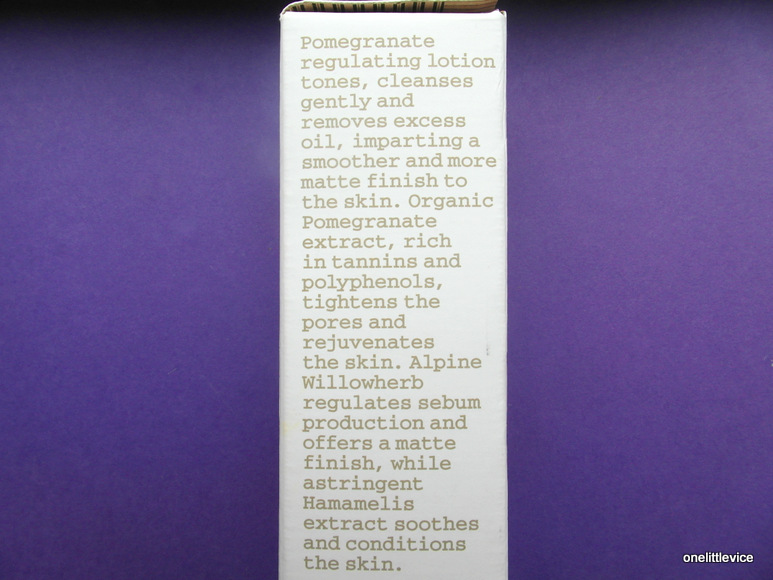 Pomegranate
regulating lotion
tones, cleanses
gently and
removes excess
oil, imparting a
smoother and more
matte finish to
the skin. Organic
Pomegranate
extract, rich
in tannins and
polyphenols,
tightens the
pores and
rejuvenates
the skin. Alpine
Willowherb
regulates sebum
production and
offers a matte
finish, while
astringent
Hamamelis
extract soothes
and conditions
the skin.
onelittlevice